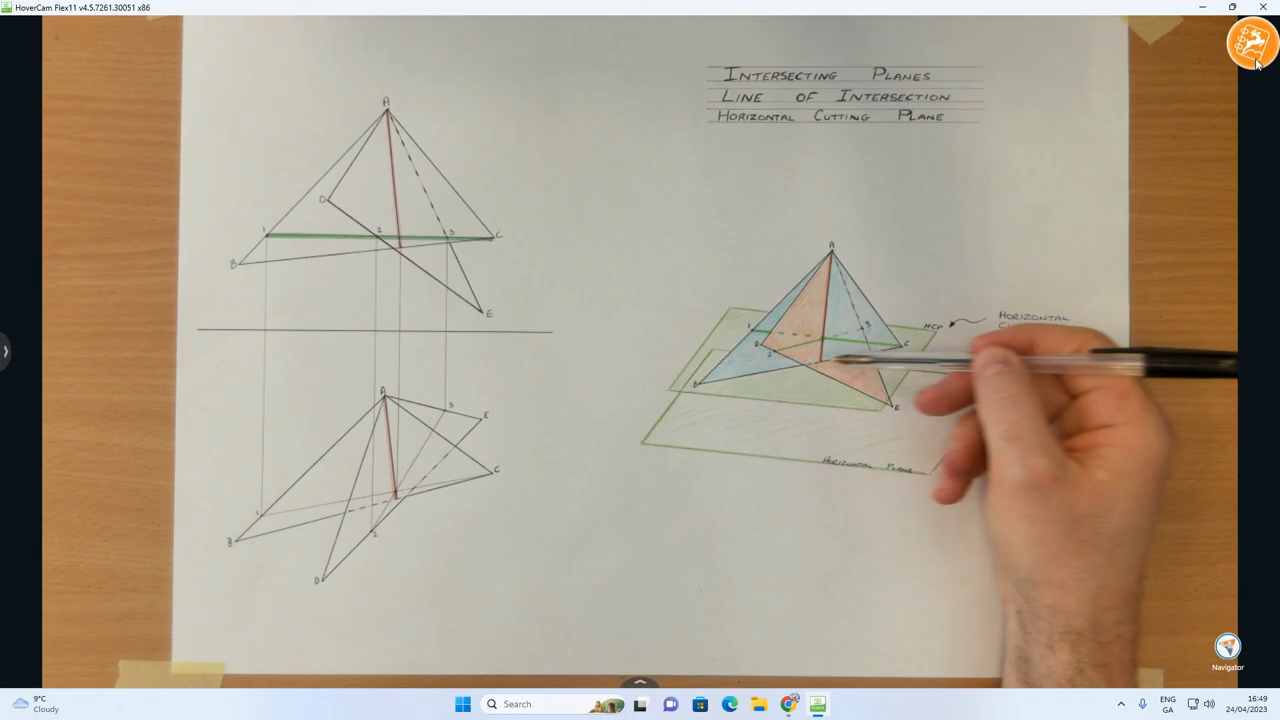 HoverCam Flex11 v4.5.7261.30051 x86
INTERSECTING PLANES
LINE OF INTERSECTION
HORIZONTAL CUTTING PLANE
A
D
1
2
3
C
B
E
A
3
E
C
1
2
B
D
A
1
3
HCP
HORIZONTAL
D
2
C
B
E
HORIZONTAL PLANE
Navigator
9°C
Cloudy
Search
ENG
GA
16:49
24/04/2023